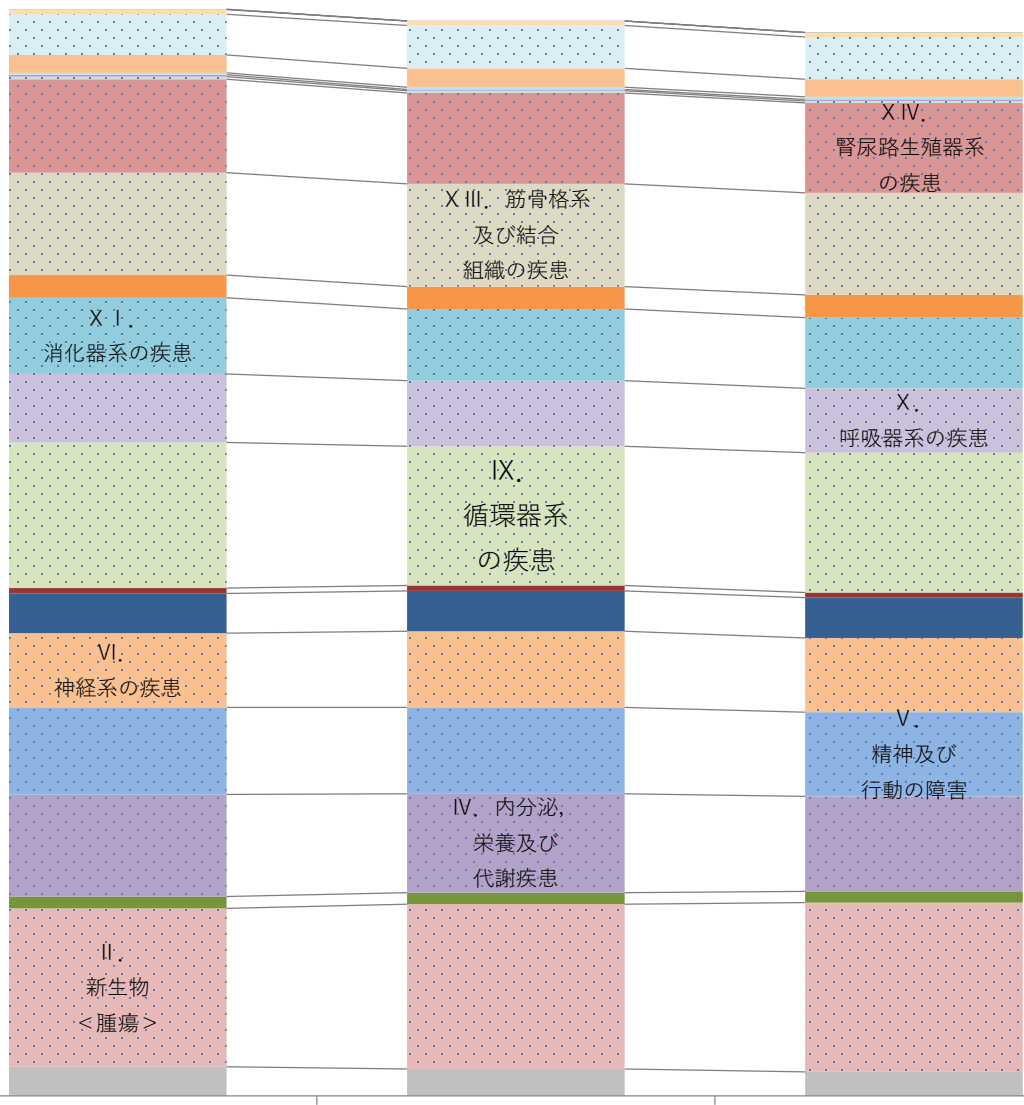 XIV.
腎尿路生殖器系
の疾患
XIII. 筋骨格系
及び結合
組織の疾患
XI.
消化器系の疾患
X.
呼吸器系の疾患
IX.
循環器系
の疾患
VI.
神経系の疾患
V.
精神及び
行動の障害
IV. 内分泌,
栄養及び
代謝疾患
II.
新生物
＜腫瘍＞